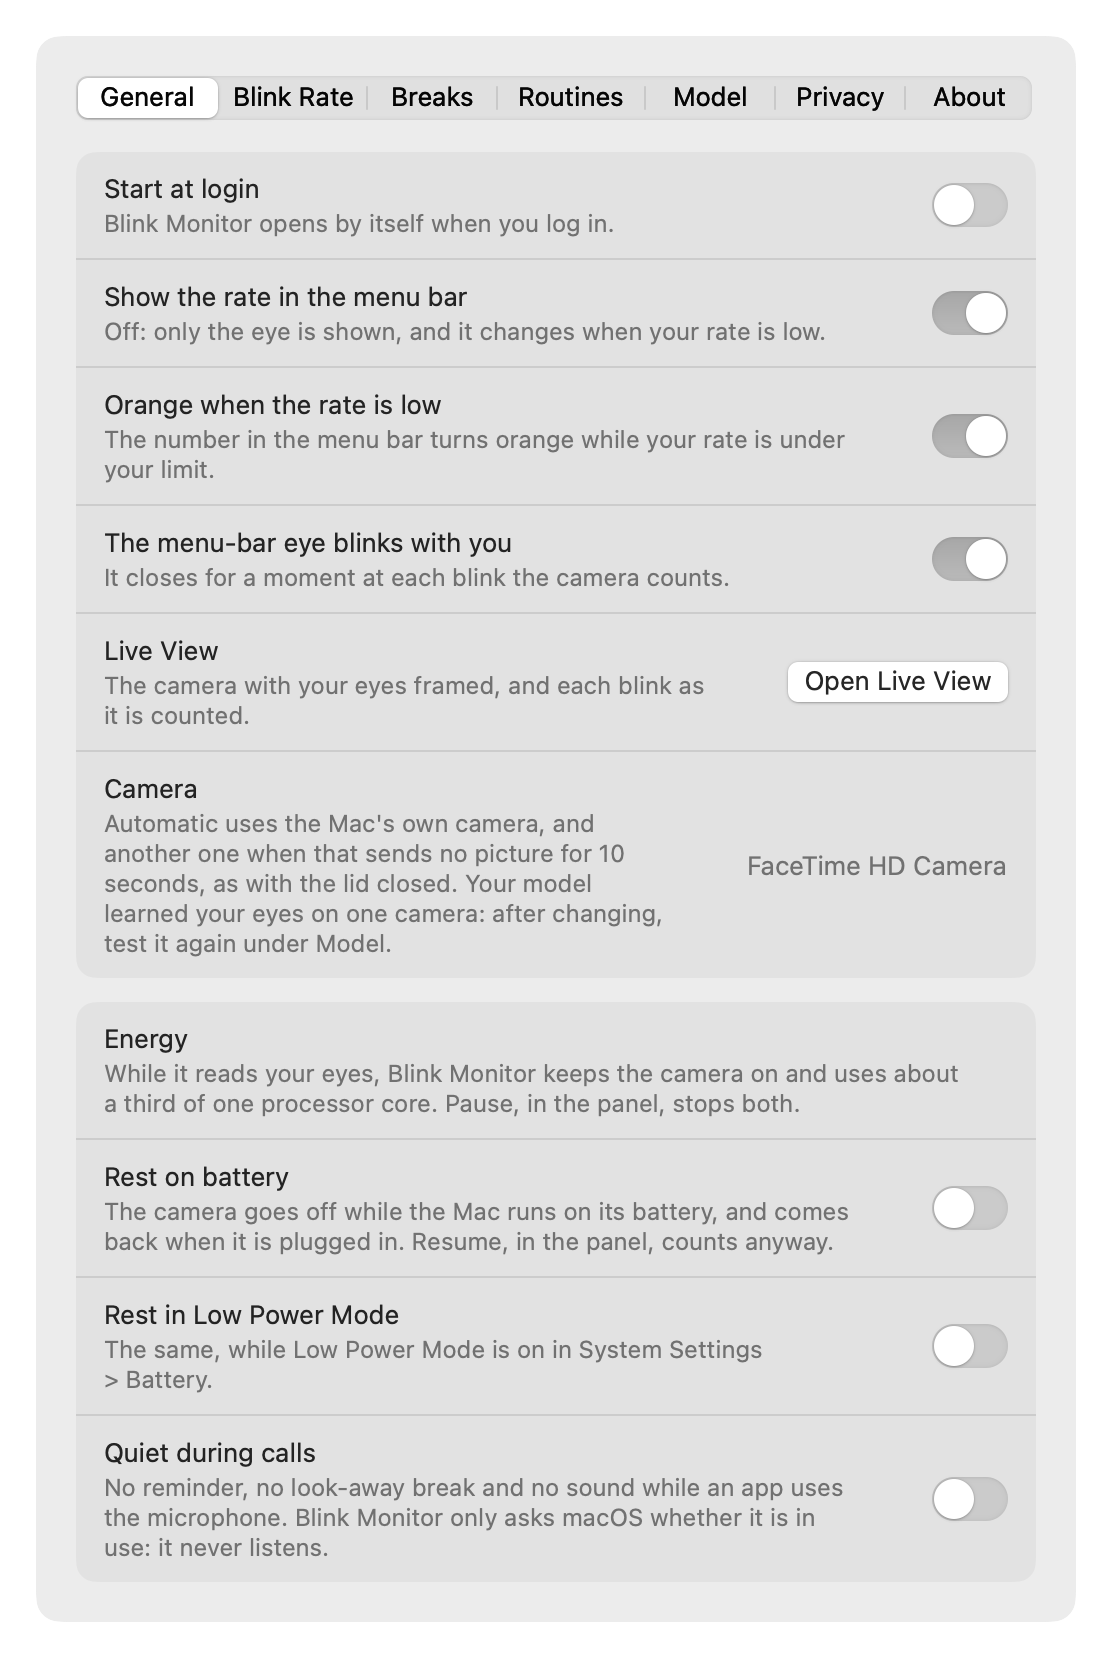 General Blink Rate Breaks Routines Model Privacy About
Start at login
Blink Monitor opens by itself when you log in.
Show the rate in the menu bar
Off: only the eye is shown, and it changes when your rate is low.
Orange when the rate is low
The number in the menu bar turns orange while your rate is under
your limit.
The menu-bar eye blinks with you
It closes for a moment at each blink the camera counts.
Live View
The camera with your eyes framed, and each blink as
it is counted.
Open Live View
Camera
Automatic uses the Mac's own camera, and
another one when that sends no picture for 10
seconds, as with the lid closed. Your model
learned your eyes on one camera: after changing,
test it again under Model.
FaceTime HD Camera
Energy
While it reads your eyes, Blink Monitor keeps the camera on and uses about
a third of one processor core. Pause, in the panel, stops both.
Rest on battery
The camera goes off while the Mac runs on its battery, and comes
back when it is plugged in. Resume, in the panel, counts anyway.
Rest in Low Power Mode
The same, while Low Power Mode is on in System Settings
> Battery.
Quiet during calls
No reminder, no look-away break and no sound while an app uses
the microphone. Blink Monitor only asks macOS whether it is in
use: it never listens.